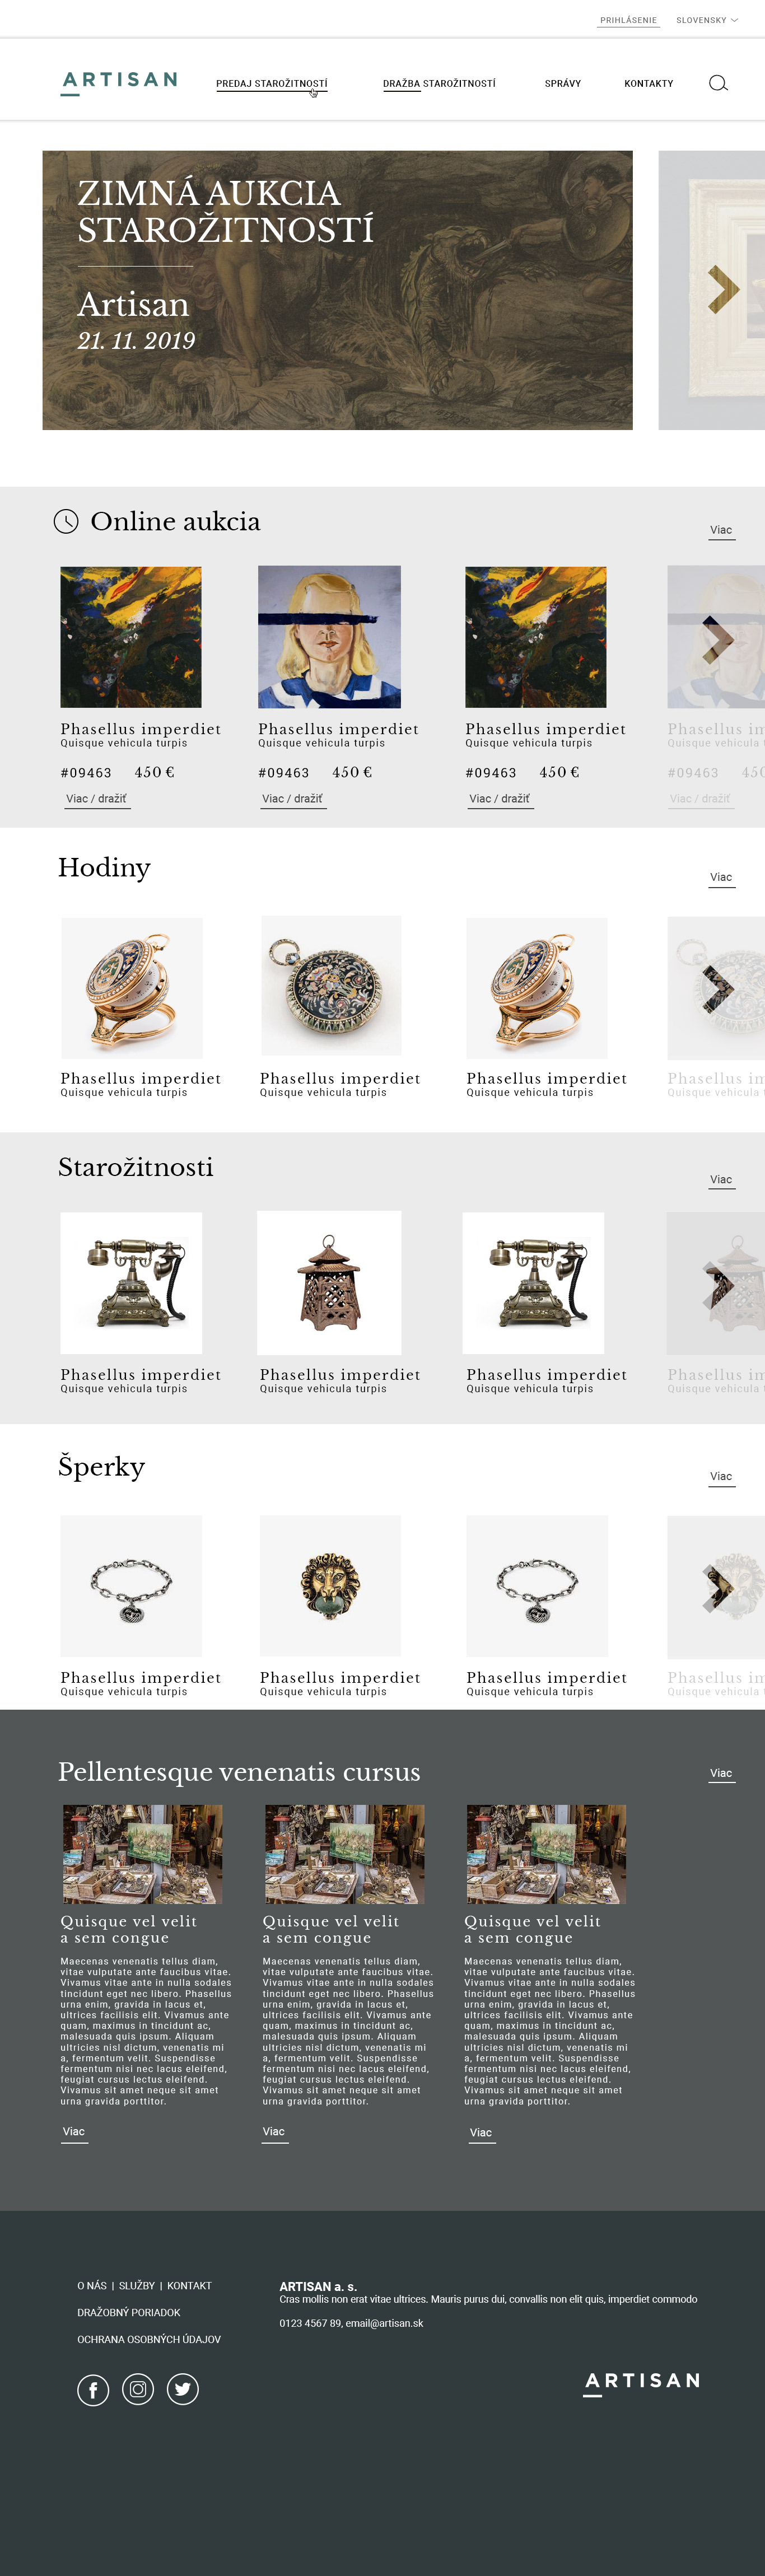 PRIHLÁSENIE SLOVENSKY
ARTISAN PREDAJ STAROŽITNOSTÍ DRAŽBA STAROŽITNOSTÍ SPRÁVY KONTAKTY
ZIMNÁ AUKCIA
STAROŽITNOSTÍ
Artisan
21. 11. 2019
Online aukcia
Viac
Phasellus imperdiet Phasellus imperdiet Phasellus imperdiet Phasellus im
Quisque vehicula turpis Quisque vehicula turpis Quisque vehicula turpis Quisque vehicula t
#09463 450 € #09463 450 € #09463 450 € #09463 450
Viac / dražiť Viac / dražiť Viac / dražiť Viac / dražiť
Hodiny
Viac
Phasellus imperdiet Phasellus imperdiet Phasellus imperdiet Phasellus im
Quisque vehicula turpis Quisque vehicula turpis Quisque vehicula turpis Quisque vehicula t
Starožitnosti
Viac
Phasellus imperdiet Phasellus imperdiet Phasellus imperdiet Phasellus im
Quisque vehicula turpis Quisque vehicula turpis Quisque vehicula turpis Quisque vehicula t
Šperky
Viac
Phasellus imperdiet Phasellus imperdiet Phasellus imperdiet Phasellus im
Quisque vehicula turpis Quisque vehicula turpis Quisque vehicula turpis Quisque vehicula t
Pellentesque venenatis cursus
Viac
Quisque vel velit
a sem congue
Maecenas venenatis tellus diam,
vitae vulputate ante faucibus vitae.
Vivamus vitae ante in nulla sodales
tincidunt eget nec libero. Phasellus
urna enim, gravida in lacus et,
ultrices facilisis elit. Vivamus ante
quam, maximus in tincidunt ac,
malesuada quis ipsum. Aliquam
ultricies nisl dictum, venenatis mi
a, fermentum velit. Suspendisse
fermentum nisi nec lacus eleifend,
feugiat cursus lectus eleifend.
Vivamus sit amet neque sit amet
urna gravida porttitor.
Viac
Quisque vel velit
a sem congue
Maecenas venenatis tellus diam,
vitae vulputate ante faucibus vitae.
Vivamus vitae ante in nulla sodales
tincidunt eget nec libero. Phasellus
urna enim, gravida in lacus et,
ultrices facilisis elit. Vivamus ante
quam, maximus in tincidunt ac,
malesuada quis ipsum. Aliquam
ultricies nisl dictum, venenatis mi
a, fermentum velit. Suspendisse
fermentum nisi nec lacus eleifend,
feugiat cursus lectus eleifend.
Vivamus sit amet neque sit amet
urna gravida porttitor.
Viac
Quisque vel velit
a sem congue
Maecenas venenatis tellus diam,
vitae vulputate ante faucibus vitae.
Vivamus vitae ante in nulla sodales
tincidunt eget nec libero. Phasellus
urna enim, gravida in lacus et,
ultrices facilisis elit. Vivamus ante
quam, maximus in tincidunt ac,
malesuada quis ipsum. Aliquam
ultricies nisl dictum, venenatis mi
a, fermentum velit. Suspendisse
fermentum nisi nec lacus eleifend,
feugiat cursus lectus eleifend.
Vivamus sit amet neque sit amet
urna gravida porttitor.
Viac
O NÁS | SLUŽBY | KONTAKT
DRAŽOBNÝ PORIADOK
OCHRANA OSOBNÝCH ÚDAJOV
ARTISAN a. s.
Cras mollis non erat vitae ultrices. Mauris purus dui, convallis non elit quis, imperdiet commodo
0123 4567 89, email@artisan.sk
ARTISAN